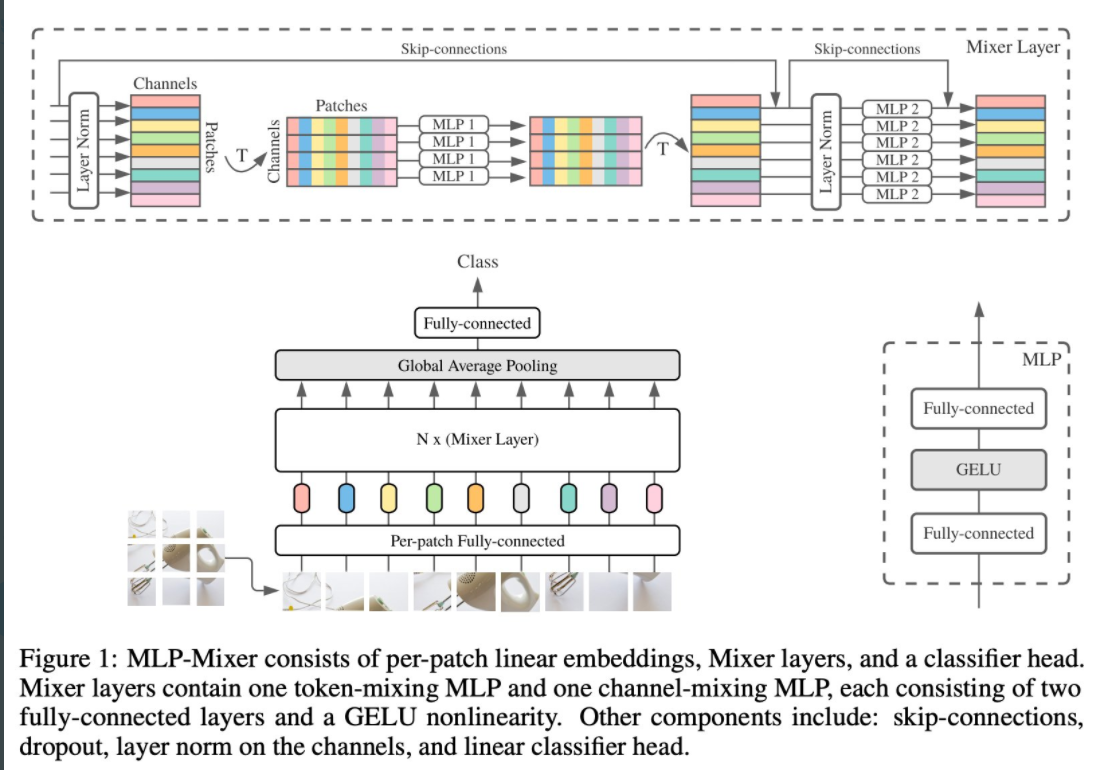 Skip-connections
Skip-connections
Mixer Layer
Channels
Layer Norm
Patches
T
Channels
Patches
MLP 1
MLP 1
MLP 1
MLP 1
T
Layer Norm
MLP 2
MLP 2
MLP 2
MLP 2
MLP 2
MLP 2
Class
Fully-connected
Global Average Pooling
N x (Mixer Layer)
Per-patch Fully-connected
MLP
Fully-connected
GELU
Fully-connected
Figure 1: MLP-Mixer consists of per-patch linear embeddings, Mixer layers, and a classifier head.
Mixer layers contain one token-mixing MLP and one channel-mixing MLP, each consisting of two
fully-connected layers and a GELU nonlinearity. Other components include: skip-connections,
dropout, layer norm on the channels, and linear classifier head.